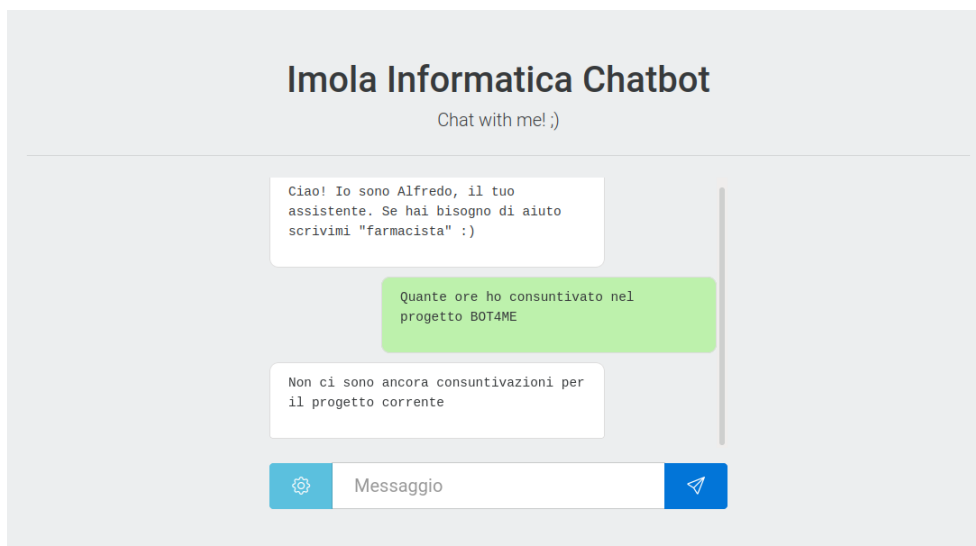 Imola Informatica Chatbot
Chat with me! ;)
Ciao! Io sono Alfredo, il tuo
assistente. Se hai bisogno di aiuto
scrivimi "farmacista" :)
Quante ore ho consuntivato nel
progetto BOT4ME
Non ci sono ancora consuntivazioni per
il progetto corrente
Messaggio